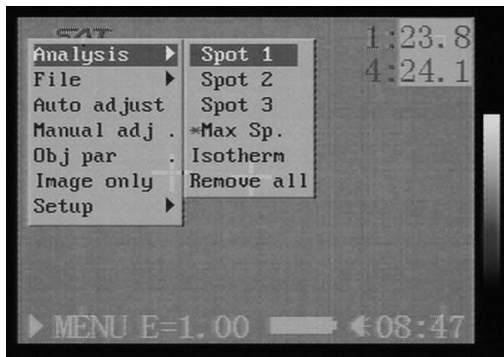 SAT
1:23.8
4:24.1
Analysis
File
Auto adjust
Manual adj .
Obj par .
Image only
Setup
Spot 1
Spot 2
Spot 3
*Max Sp.
Isotherm
Remove all
MENU E=1.00 08:47